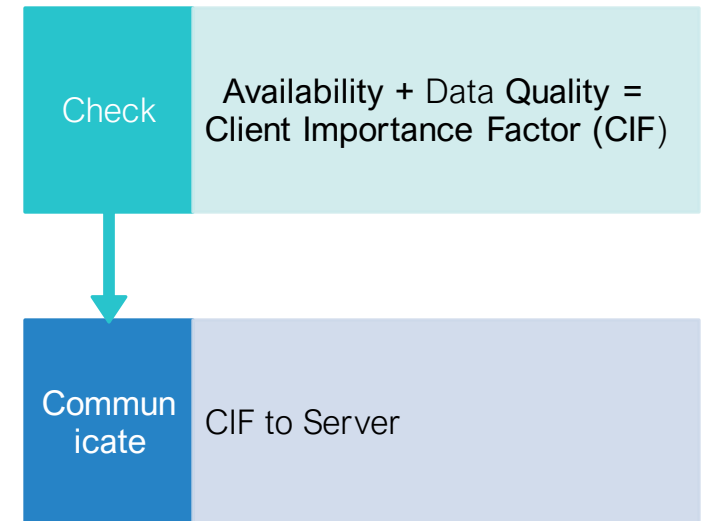 Check
Availability + Data Quality =
Client Importance Factor (CIF)
Commun
icate
CIF to Server